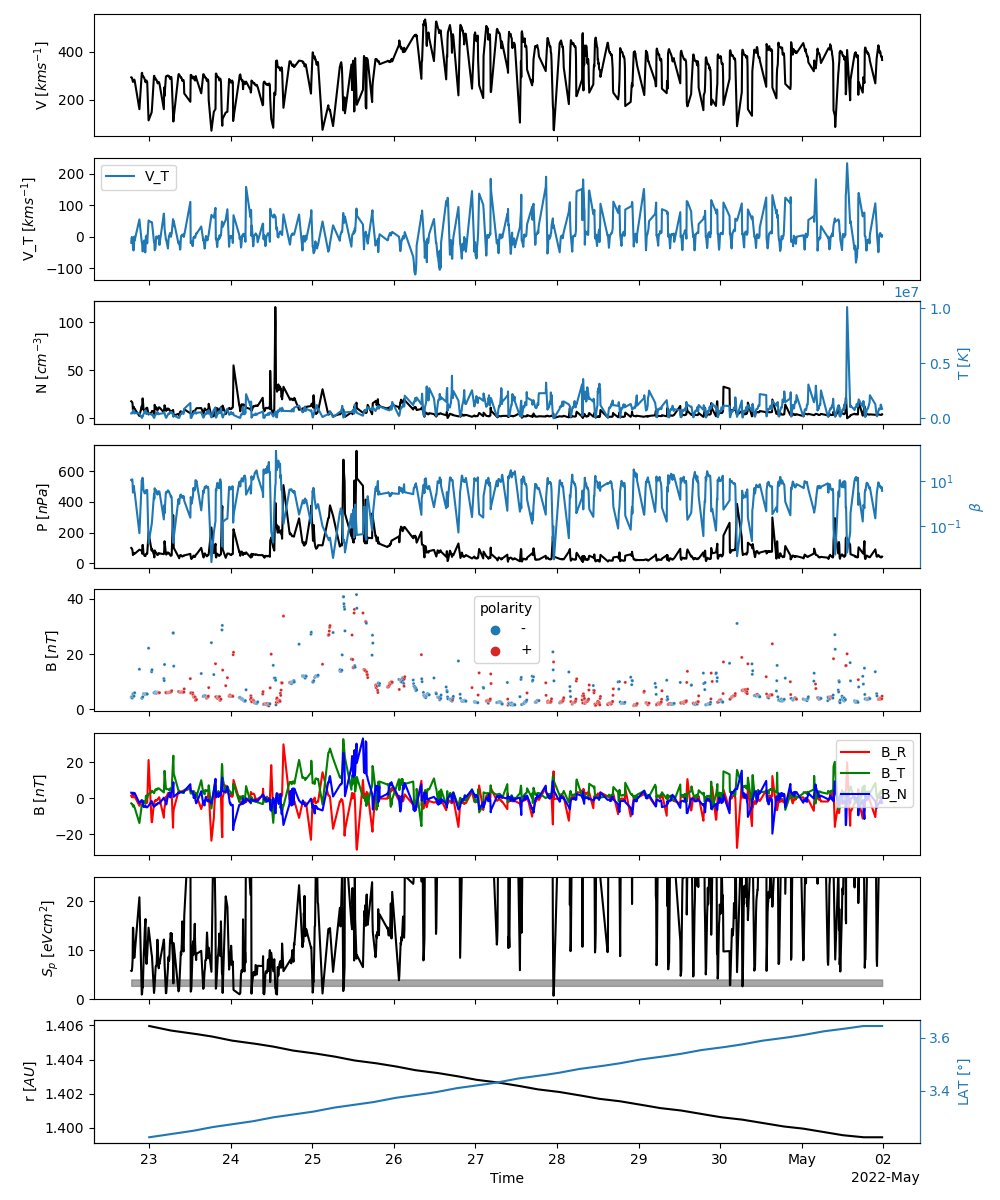 V [kms⁻¹]
400
200
V_T [kms⁻¹]
200
100
0
−100
V_T
N [cm⁻³]
100
50
0
1e7
1.0
0.5
0.0
T [K]
P [nPa]
600
400
200
0
10¹
10⁻¹
β
B [nT]
40
20
0
polarity
-
+
B [nT]
20
0
−20
B_R
B_T
B_N
Sₚ [eVcm²]
20
10
0
r [AU]
1.406
1.404
1.402
1.400
3.6
3.4
LAT [°]
23 24 25 26 27 28 29 30 May 02
Time
2022-May